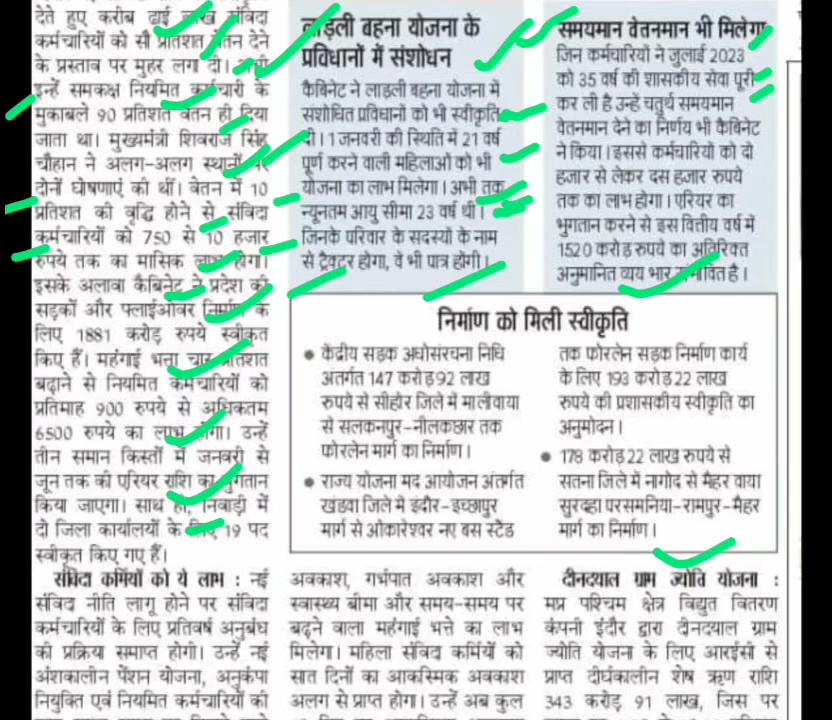 देते हुए करीब ढाई लाख संविदा
कर्मचारियों को सौ प्रतिशत वेतन देने
के प्रस्ताव पर मुहर लगा दी। अभी
इन्हें समकक्ष नियमित कर्मचारी के
मुकाबले 90 प्रतिशत वेतन ही दिया
जाता था। मुख्यमंत्री शिवराज सिंह
चौहान ने अलग-अलग स्थानों पर
दोनों घोषणाएं की थीं। वेतन में 10
प्रतिशत की वृद्धि होने से संविदा
कर्मचारियों को 750 से 10 हजार
रुपये तक का मासिक लाभ होगा।
इसके अलावा कैबिनेट ने प्रदेश की
सड़कों और फ्लाईओवर निर्माण के
लिए 1881 करोड़ रुपये स्वीकृत
किए हैं। महंगाई भत्ता चार प्रतिशत
बढ़ाने से नियमित कर्मचारियों को
प्रतिमाह 900 रुपये से अधिकतम
6500 रुपये का लाभ होगा। उन्हें
तीन समान किस्तों में जनवरी से
जून तक की एरियर राशि का भुगतान
किया जाएगा। साथ ही, निवाड़ी में
दो जिला कार्यालयों के लिए 19 पद
स्वीकृत किए गए हैं।
संविदा कर्मियों को ये लाभ : नई
संविद नीति लागू होने पर संविदा
कर्मचारियों के लिए प्रतिवर्ष अनुबंध
की प्रक्रिया समाप्त होगी। उन्हें नई
अंशकालीन पेंशन योजना, अनुकंपा
नियुक्ति एवं नियमित कर्मचारियों की
लाड़ली बहना योजना के
प्रविधानों में संशोधन
कैबिनेट ने लाड़ली बहना योजना में
संशोधित प्रविधानों को भी स्वीकृति
दी। 1 जनवरी की स्थिति में 21 वर्ष
पूर्ण करने वाली महिलाओं को भी
योजना का लाभ मिलेगा। अभी तक
न्यूनतम आयु सीमा 23 वर्ष थी।
जिनके परिवार के सदस्यों के नाम
से ट्रैक्टर होगा, वे भी पात्र होंगी।
समयमान वेतनमान भी मिलेगा
जिन कर्मचारियों ने जुलाई 2023
को 35 वर्ष की शासकीय सेवा पूरी
कर ली है उन्हें चतुर्थ समयमान
वेतनमान देने का निर्णय भी कैबिनेट
ने किया। इससे कर्मचारियों को दो
हजार से लेकर दस हजार रुपये
तक का लाभ होगा। एरियर का
भुगतान करने से इस वित्तीय वर्ष में
1520 करोड़ रुपये का अतिरिक्त
अनुमानित व्यय भार संभावित है।
निर्माण को मिली स्वीकृति
● केंद्रीय सड़क अधोसंरचना निधि
अंतर्गत 147 करोड़ 92 लाख
रुपये से सीहोर जिले में मालीवाया
से सलकनपुर-नीलकछार तक
फोरलेन मार्ग का निर्माण।
● राज्य योजना मद आयोजन अंतर्गत
खंडवा जिले में इंदौर-इच्छापुर
मार्ग से ओंकारेश्वर नए बस स्टैंड
तक फोरलेन सड़क निर्माण कार्य
के लिए 193 करोड़ 22 लाख
रुपये की प्रशासकीय स्वीकृति का
अनुमोदन।
● 178 करोड़ 22 लाख रुपये से
सतना जिले में नागोद से मैहर वाया
सुरदहा परसमनिया-रामपुर-मैहर
मार्ग का निर्माण।
अवकाश, गर्भपात अवकाश और
स्वास्थ्य बीमा और समय-समय पर
बढ़ने वाला महंगाई भत्ते का लाभ
मिलेगा। महिला संविद कर्मियों को
सात दिनों का आकस्मिक अवकाश
अलग से प्राप्त होगा। उन्हें अब कुल
दीनदयाल ग्राम ज्योति योजना :
मप्र पश्चिम क्षेत्र विद्युत वितरण
कंपनी इंदौर द्वारा दीनदयाल ग्राम
ज्योति योजना के लिए आरईसी से
प्राप्त दीर्घकालीन शेष ऋण राशि
343 करोड़ 91 लाख, जिस पर